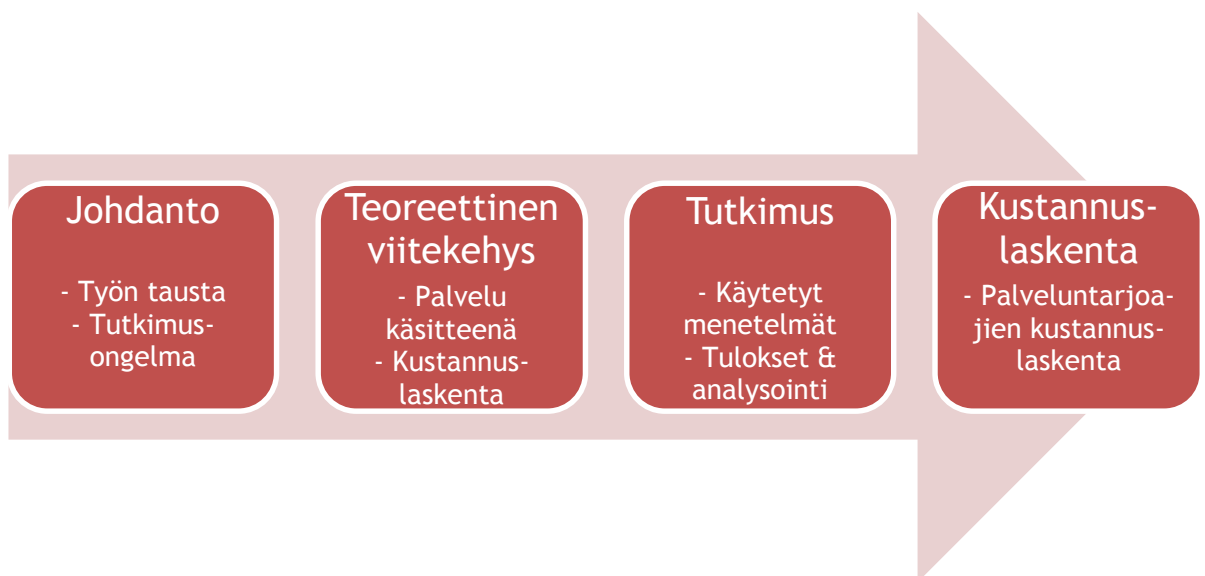 Johdanto
- Työn tausta
- Tutkimus-
ongelma
Teoreettinen
viitekehys
- Palvelu
käsitteenä
- Kustannus-
laskenta
Tutkimus
- Käytetyt
menetelmät
- Tulokset &
analysointi
Kustannus-
laskenta
- Palveluntarjoa-
jien kustannus-
laskenta